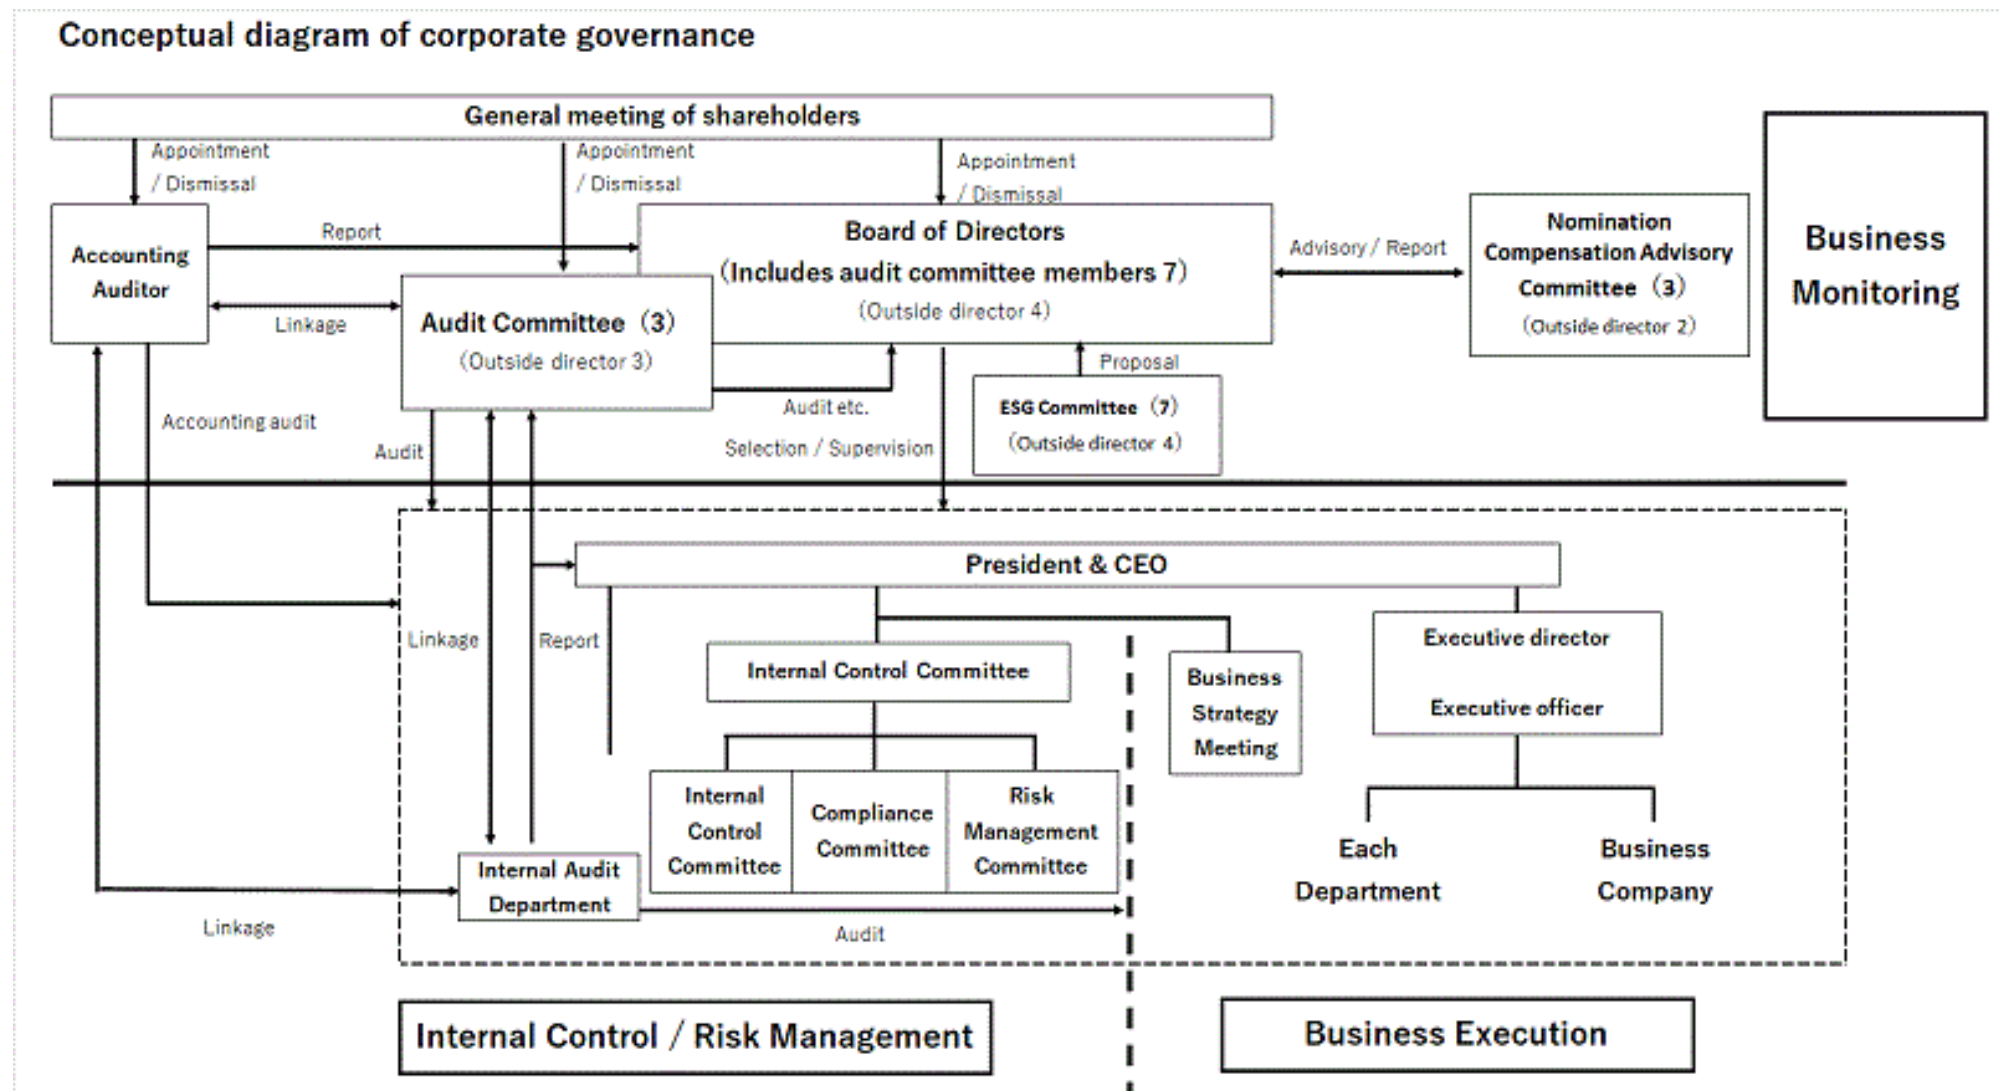 Conceptual diagram of corporate governance
General meeting of shareholders
Appointment
/ Dismissal
Appointment
/ Dismissal
Appointment
/ Dismissal
Accounting
Auditor
Report
Linkage
Audit Committee (3)
(Outside director 3)
Board of Directors
(Includes audit committee members 7)
(Outside director 4)
Advisory / Report
Nomination
Compensation Advisory
Committee (3)
(Outside director 2)
Business
Monitoring
Proposal
ESG Committee (7)
(Outside director 4)
Audit etc.
Selection / Supervision
Accounting audit
Audit
President & CEO
Linkage
Report
Internal Control Committee
Business
Strategy
Meeting
Executive director
Executive officer
Internal
Control
Committee
Compliance
Committee
Risk
Management
Committee
Each
Department
Business
Company
Internal Audit
Department
Linkage
Audit
Internal Control / Risk Management
Business Execution